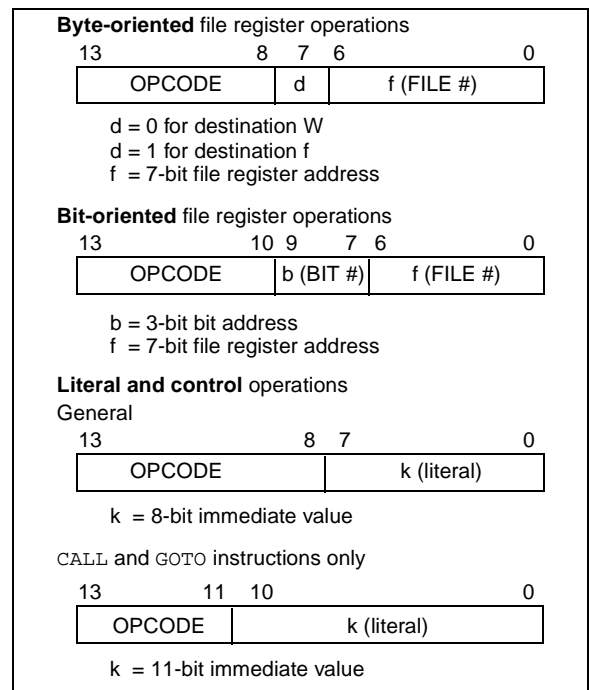 Byte-oriented file register operations
13 8 7 6 0
OPCODE d f (FILE #)
d = 0 for destination W
d = 1 for destination f
f = 7-bit file register address
Bit-oriented file register operations
13 10 9 7 6 0
OPCODE b (BIT #) f (FILE #)
b = 3-bit bit address
f = 7-bit file register address
Literal and control operations
General
13 8 7 0
OPCODE k (literal)
k = 8-bit immediate value
CALL and GOTO instructions only
13 11 10 0
OPCODE k (literal)
k = 11-bit immediate value